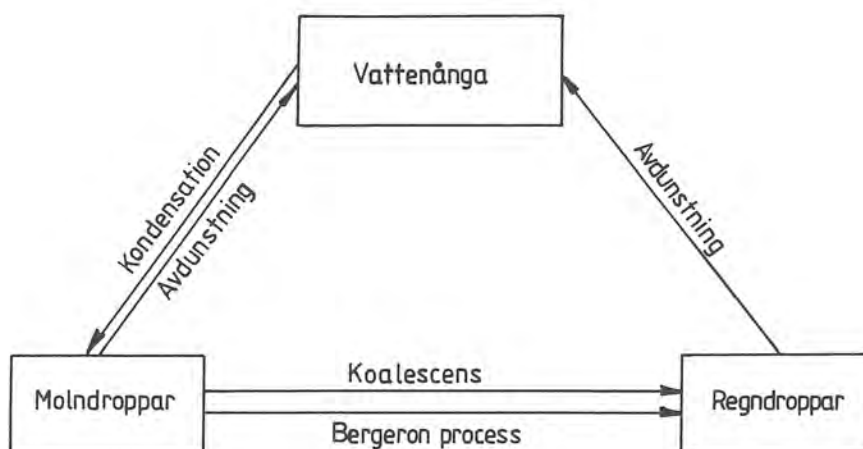 Vattenånga
Kondensation
Avdunstning
Avdunstning
Molndroppar
Koalescens
Bergeron process
Regndroppar